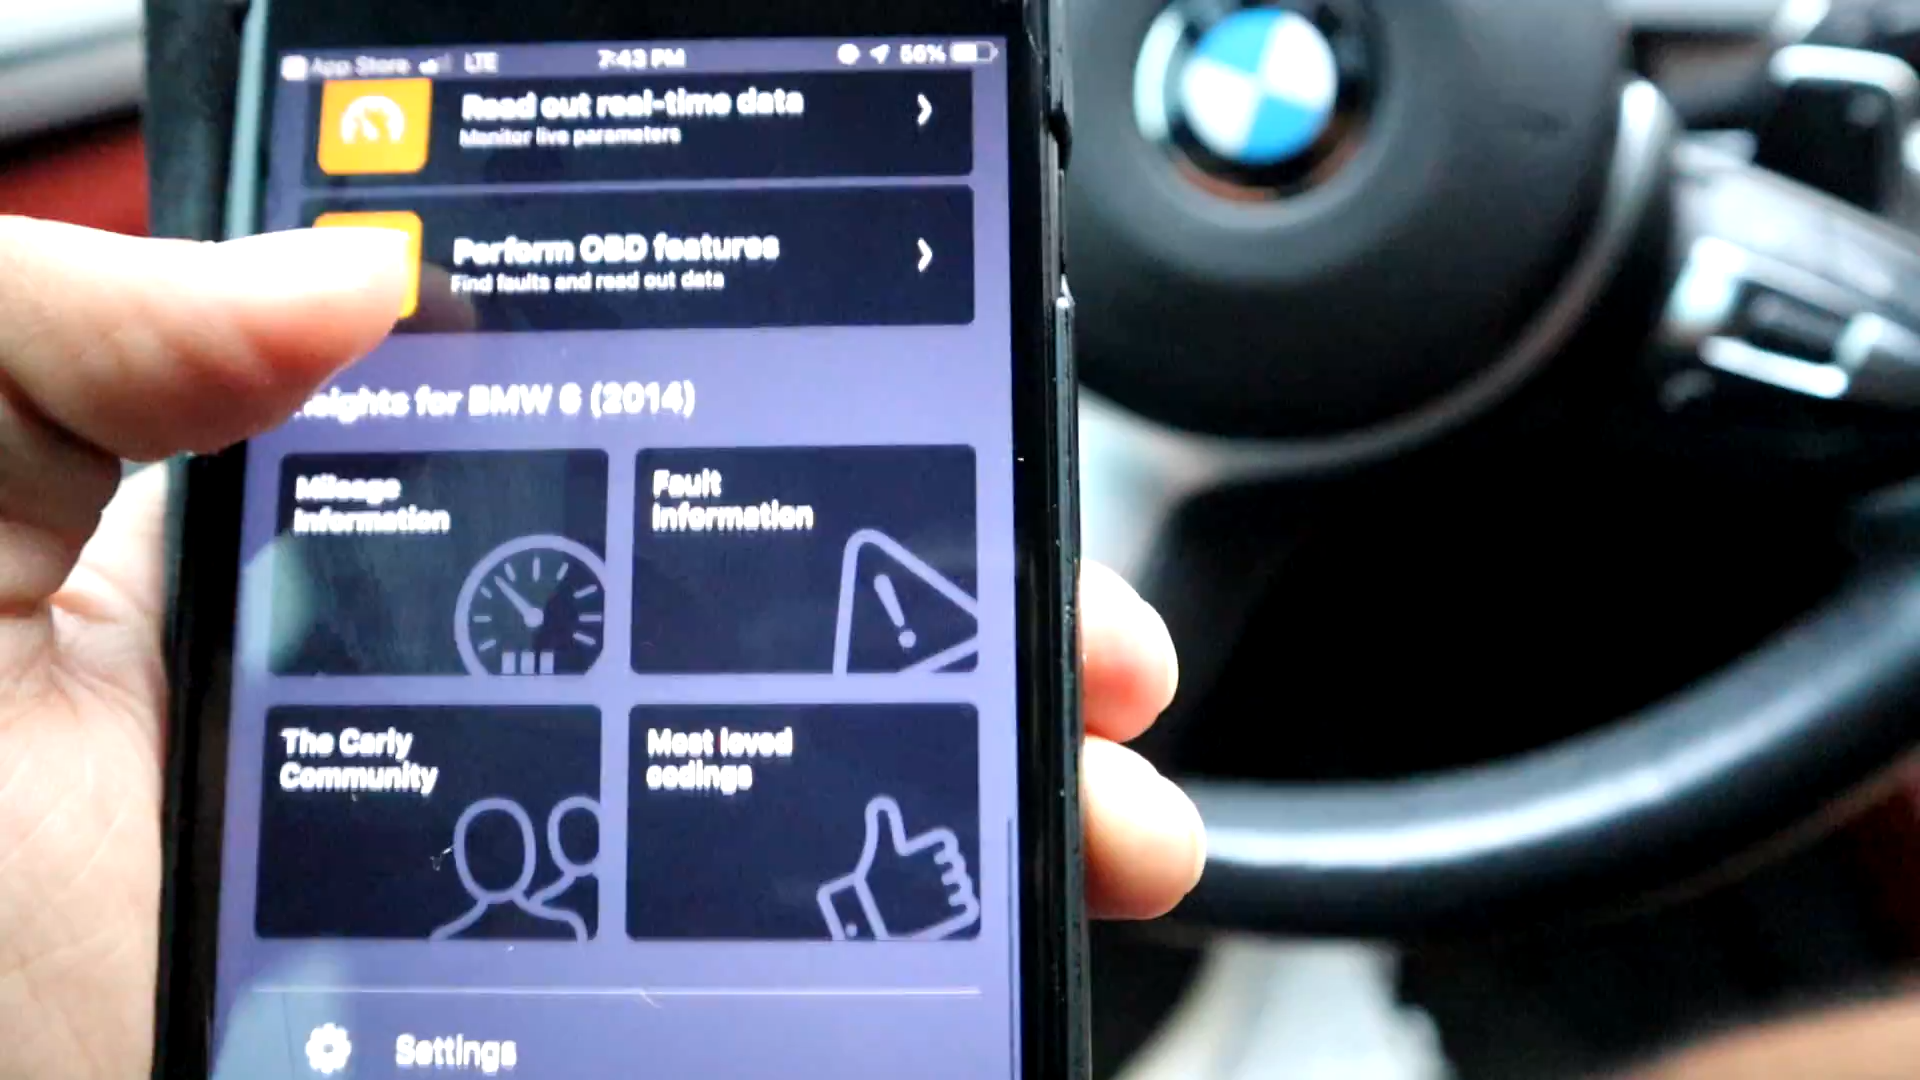 App Store LTE 7:43 PM 56%
Read out real-time data
Monitor live parameters
Perform OBD features
Find faults and read out data
nsights for BMW 6 (2014)
Mileage
Information
Fault
Information
The Carly
Community
Most loved
codings
Settings